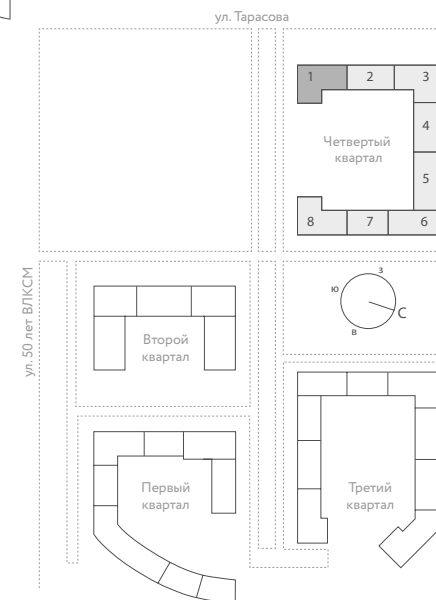 ул. Тарасова
1
2
3
4
5
6
7
8
Четвертый
квартал
ул. 50 лет ВЛКСМ
з
ю
С
в
Второй
квартал
Первый
квартал
Третий
квартал